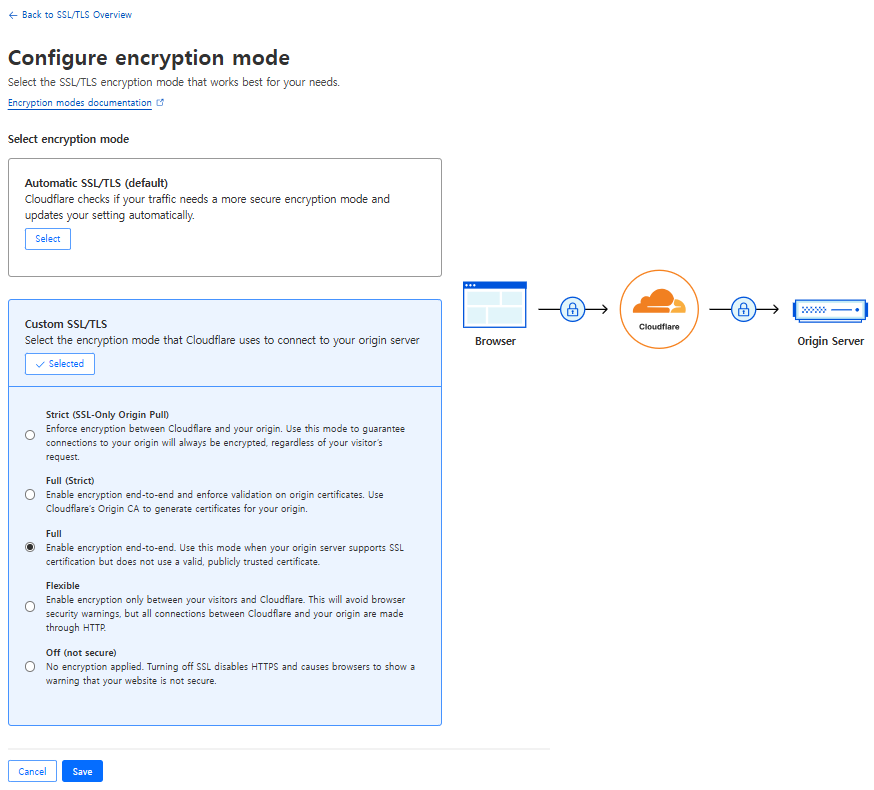 ← Back to SSL/TLS Overview
Configure encryption mode
Select the SSL/TLS encryption mode that works best for your needs.
Encryption modes documentation
Select encryption mode
Automatic SSL/TLS (default)
Cloudflare checks if your traffic needs a more secure encryption mode and
updates your setting automatically.
Select
Custom SSL/TLS
Select the encryption mode that Cloudflare uses to connect to your origin server
Selected
Strict (SSL-Only Origin Pull)
Enforce encryption between Cloudflare and your origin. Use this mode to guarantee
connections to your origin will always be encrypted, regardless of your visitor's
request.
Full (Strict)
Enable encryption end-to-end and enforce validation on origin certificates. Use
Cloudflare's Origin CA to generate certificates for your origin.
Full
Enable encryption end-to-end. Use this mode when your origin server supports SSL
certification but does not use a valid, publicly trusted certificate.
Flexible
Enable encryption only between your visitors and Cloudflare. This will avoid browser
security warnings, but all connections between Cloudflare and your origin are made
through HTTP.
Off (not secure)
No encryption applied. Turning off SSL disables HTTPS and causes browsers to show a
warning that your website is not secure.
Cancel
Save
Browser
Cloudflare
Origin Server